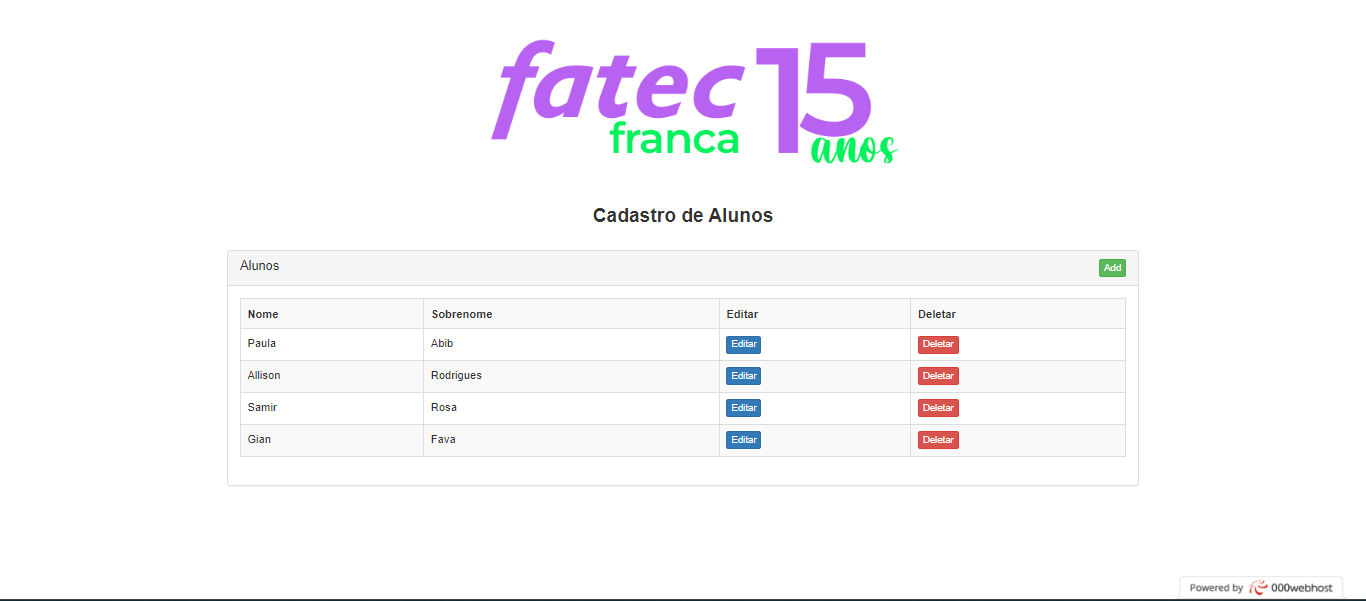 fatec 15
franca anos
Cadastro de Alunos
Alunos Add
Nome Sobrenome Editar Deletar
Paula Abib Editar Deletar
Allison Rodrigues Editar Deletar
Samir Rosa Editar Deletar
Gian Fava Editar Deletar
Powered by 000webhost